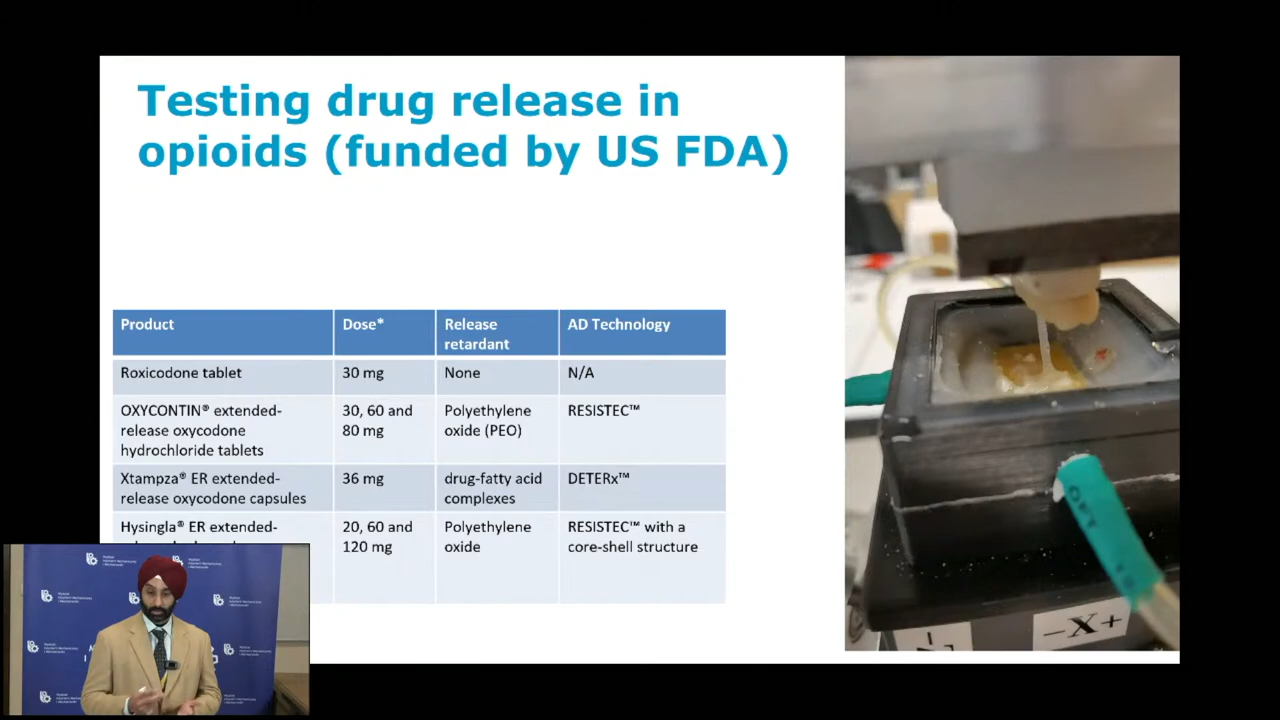 Testing drug release in
opioids (funded by US FDA)
Product
Dose*
Release
retardant
AD Technology
Roxicodone tablet
30 mg
None
N/A
OXYCONTIN® extended-
release oxycodone
hydrochloride tablets
30, 60 and
80 mg
Polyethylene
oxide (PEO)
RESISTEC™
Xtampza® ER extended-
release oxycodone capsules
36 mg
drug-fatty acid
complexes
DETERx™
Hysingla® ER extended-
20, 60 and
120 mg
Polyethylene
oxide
RESISTEC™ with a
core-shell structure
-X+